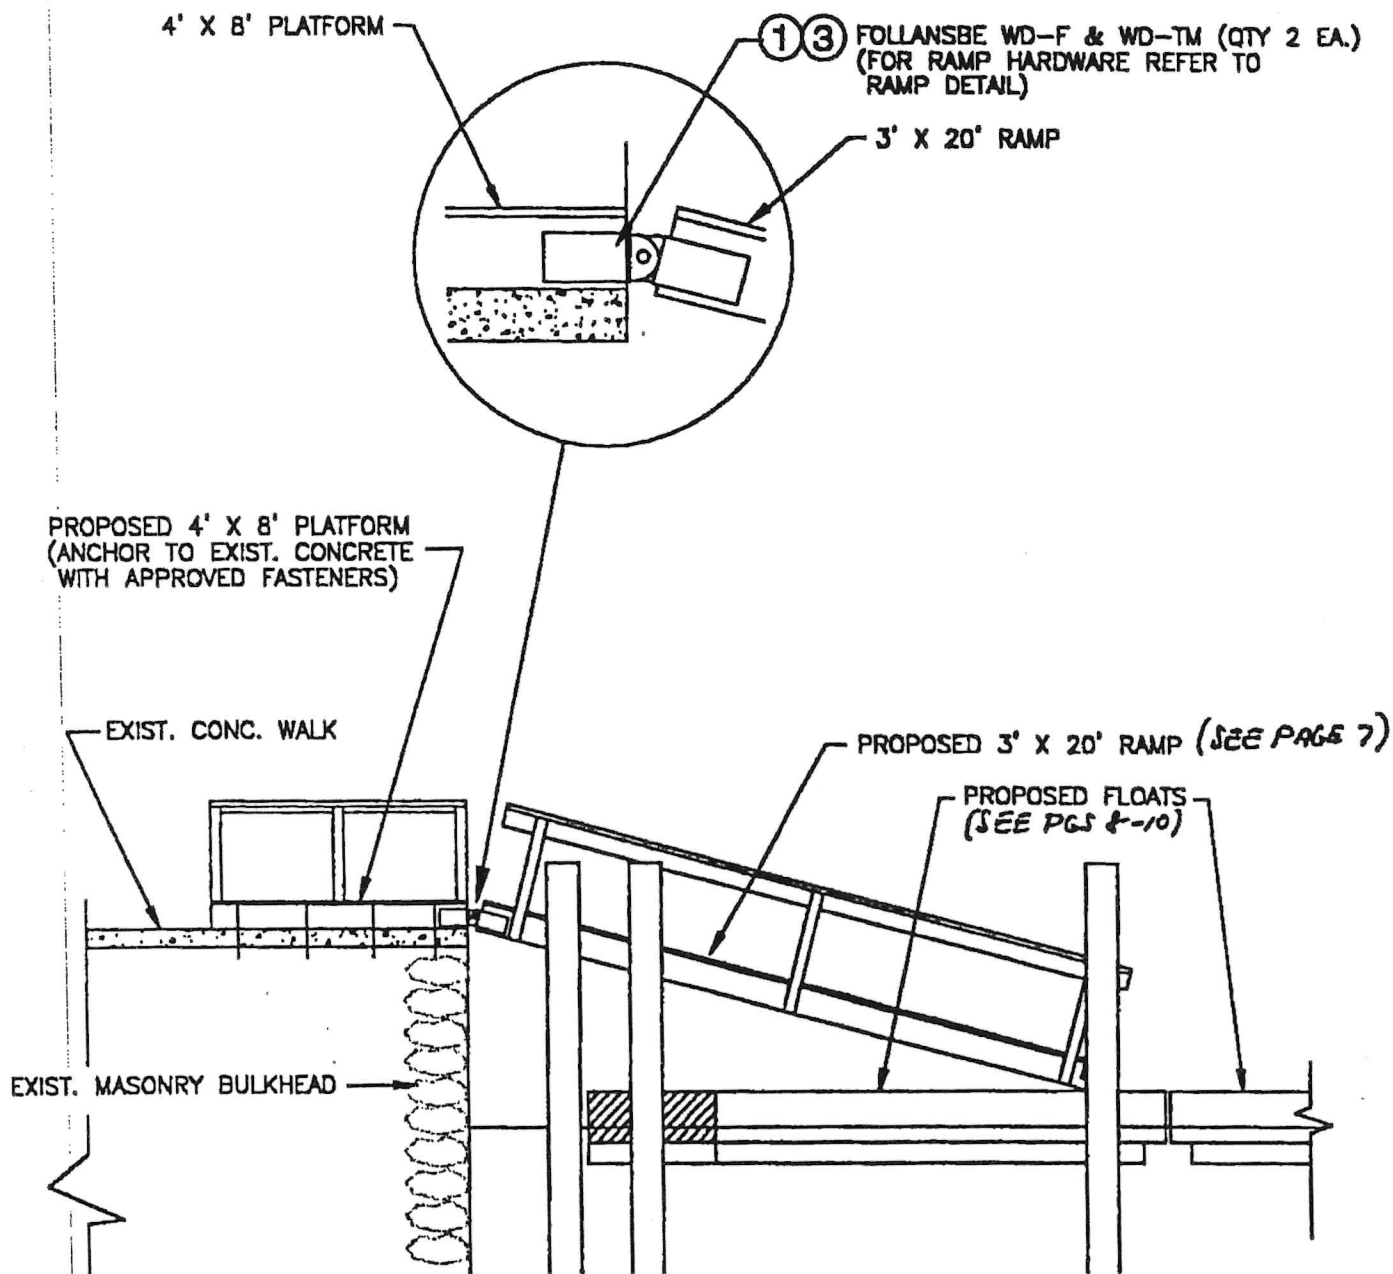 4' X 8' PLATFORM
1 3 FOLLANSBE WD-F & WD-TM (QTY 2 EA.)
(FOR RAMP HARDWARE REFER TO
RAMP DETAIL)
3' X 20' RAMP
PROPOSED 4' X 8' PLATFORM
(ANCHOR TO EXIST. CONCRETE
WITH APPROVED FASTENERS)
EXIST. CONC. WALK
PROPOSED 3' X 20' RAMP (SEE PAGE 7)
PROPOSED FLOATS
(SEE PGS 8-10)
EXIST. MASONRY BULKHEAD